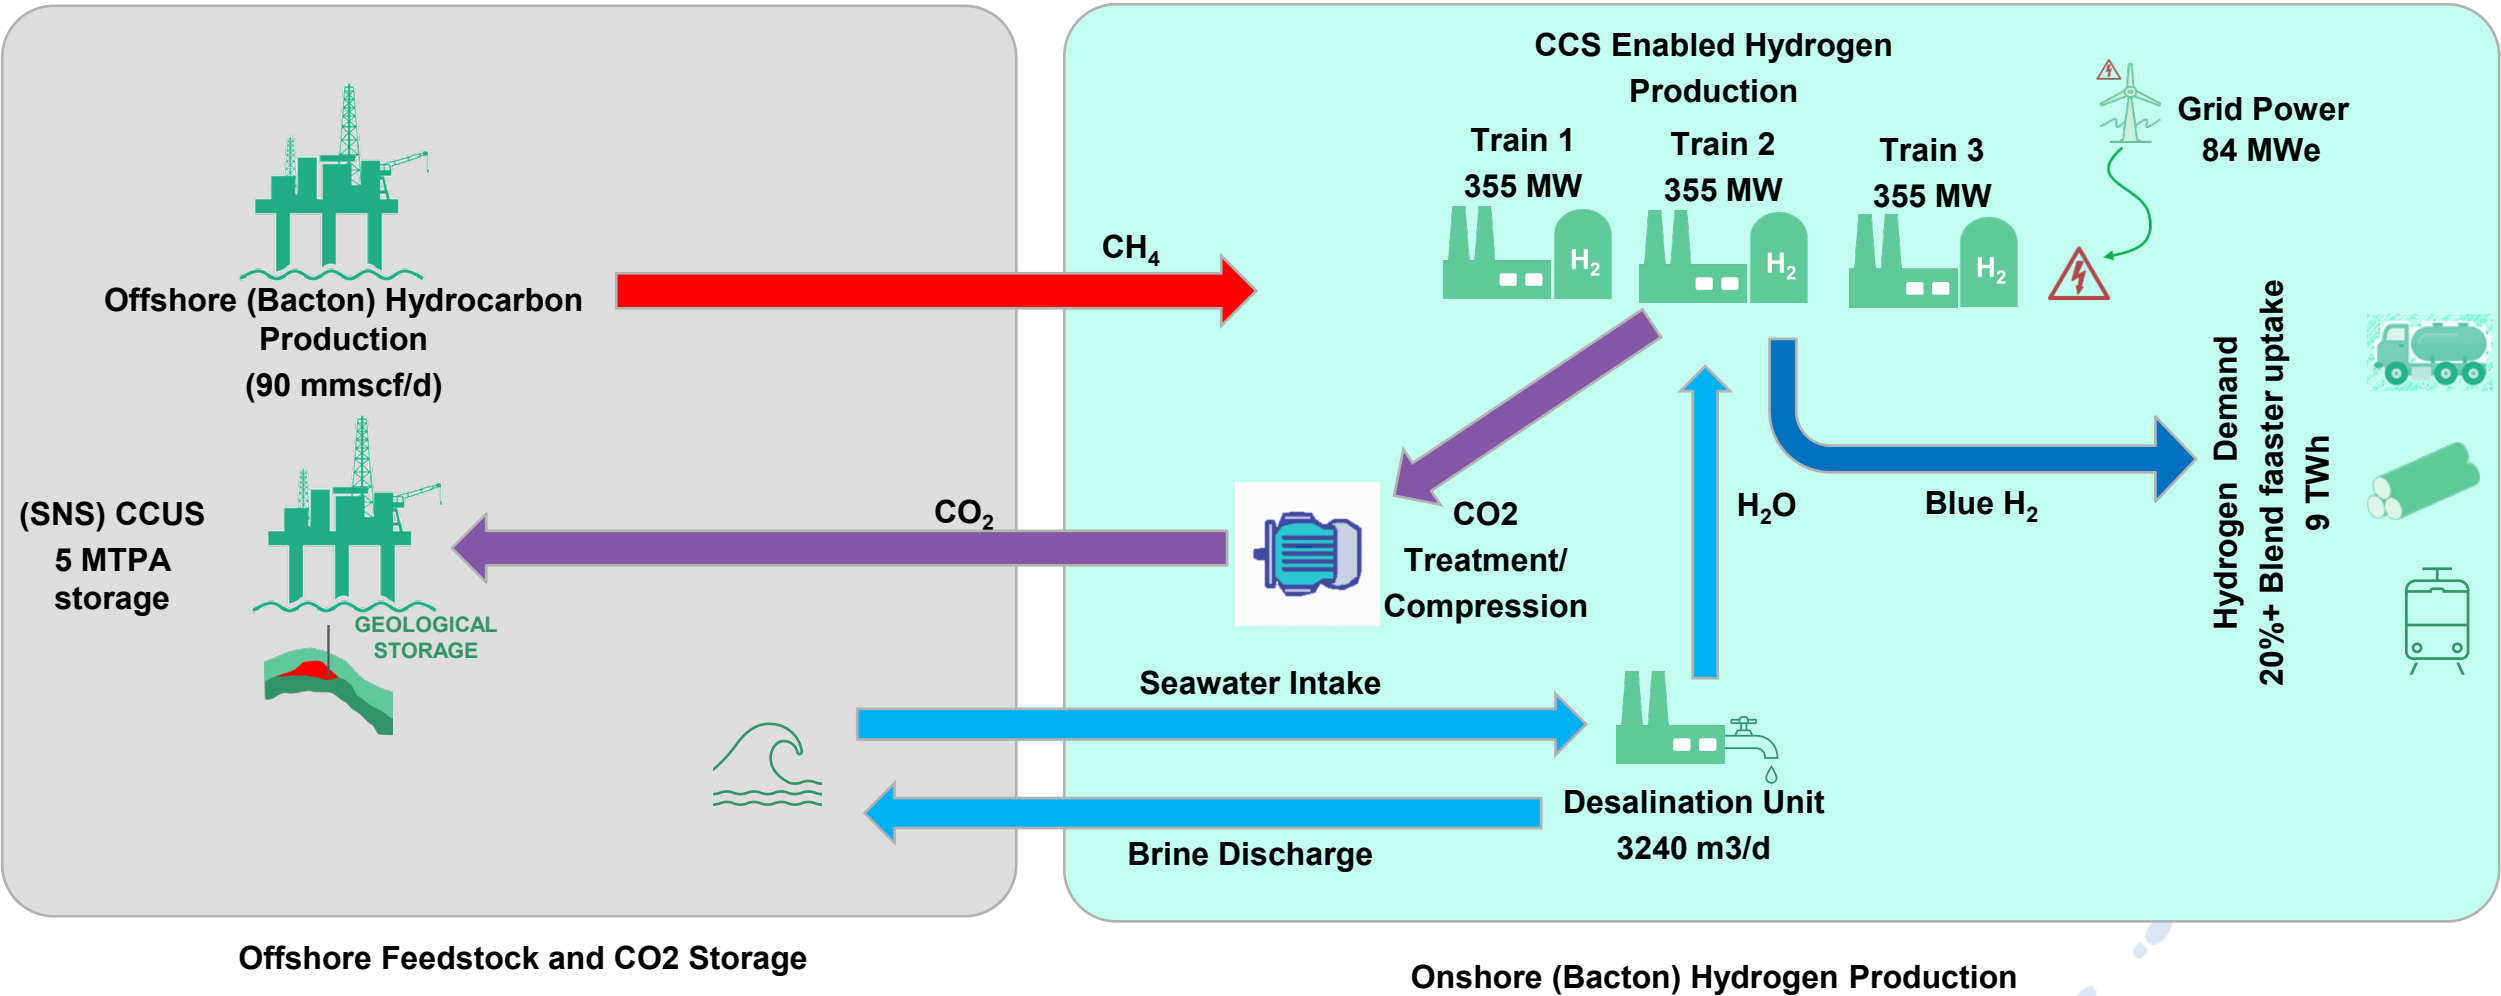 Offshore (Bacton) Hydrocarbon
Production
(90 mmscf/d)
(SNS) CCUS
5 MTPA
storage
GEOLOGICAL
STORAGE
CH₄
CO₂
CCS Enabled Hydrogen
Production
Train 1
355 MW
Train 2
355 MW
Train 3
355 MW
H₂
H₂
H₂
Grid Power
84 MWe
CO2
Treatment/
Compression
H₂O
Blue H₂
Hydrogen Demand
20%+ Blend faaster uptake
9 TWh
Seawater Intake
Brine Discharge
Desalination Unit
3240 m3/d
Offshore Feedstock and CO2 Storage
Onshore (Bacton) Hydrogen Production